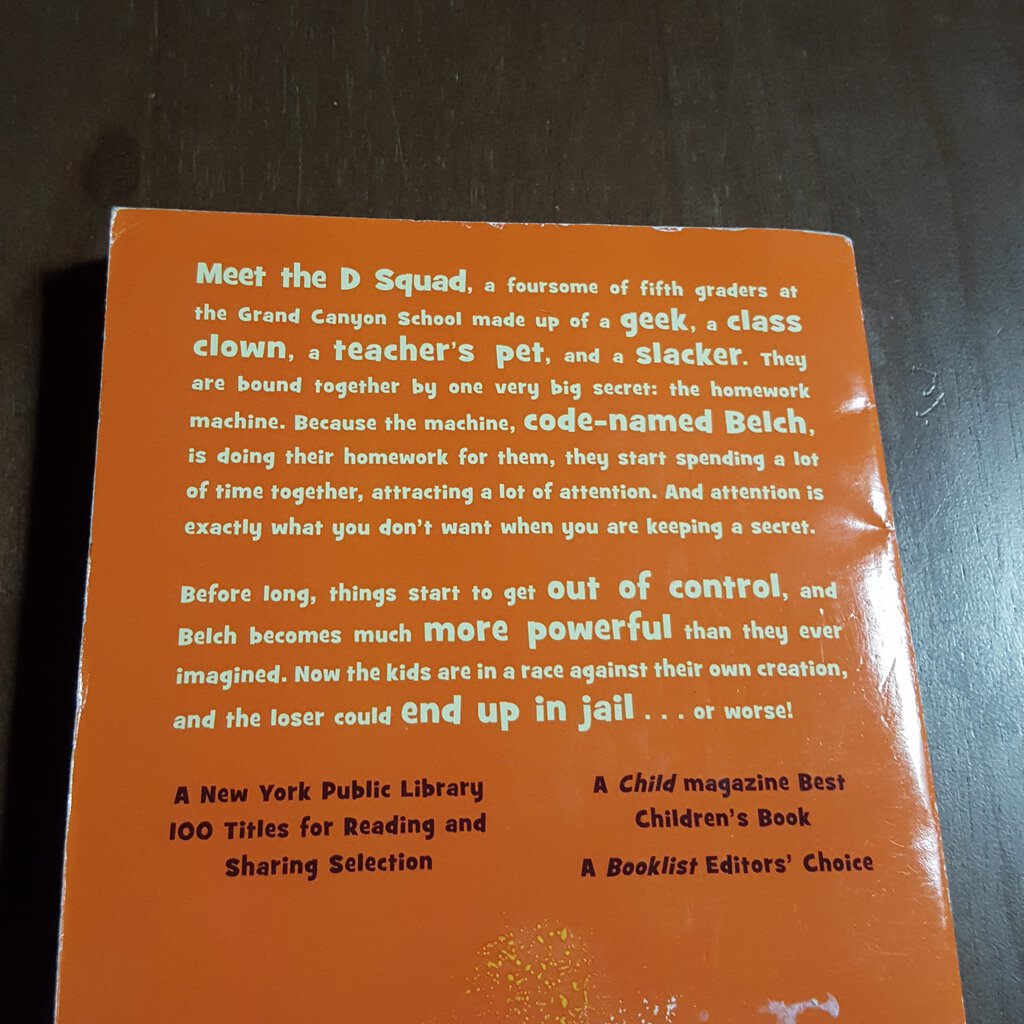 Meet the D Squad, a foursome of fifth graders at
the Grand Canyon School made up of a geek, a class
clown, a teacher's pet, and a slacker. They
are bound together by one very big secret: the homework
machine. Because the machine, code-named Belch,
is doing their homework for them, they start spending a lot
of time together, attracting a lot of attention. And attention is
exactly what you don't want when you are keeping a secret.
Before long, things start to get out of control, and
Belch becomes much more powerful than they ever
imagined. Now the kids are in a race against their own creation,
and the loser could end up in jail . . . or worse!
A New York Public Library
100 Titles for Reading and
Sharing Selection
A Child magazine Best
Children's Book
A Booklist Editors' Choice